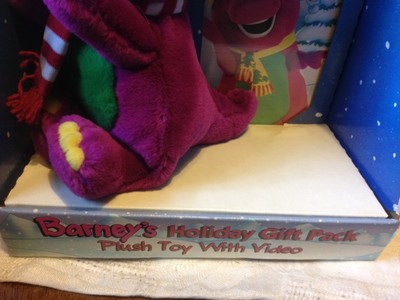 Barney's Holiday Gift Pack
Plush Toy With Video